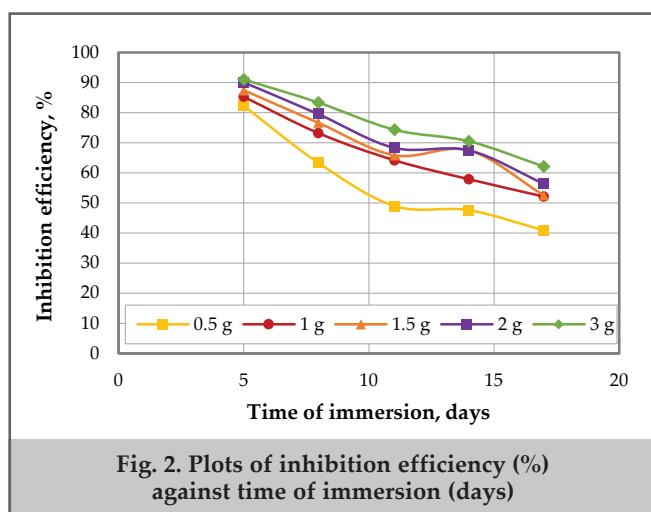 100
90
80
70
60
50
40
30
20
10
0
Inhibition efficiency, %
0.5 g 1 g 1.5 g 2 g 3 g
0 5 10 15 20
Time of immersion, days
Fig. 2. Plots of inhibition efficiency (%)
against time of immersion (days)